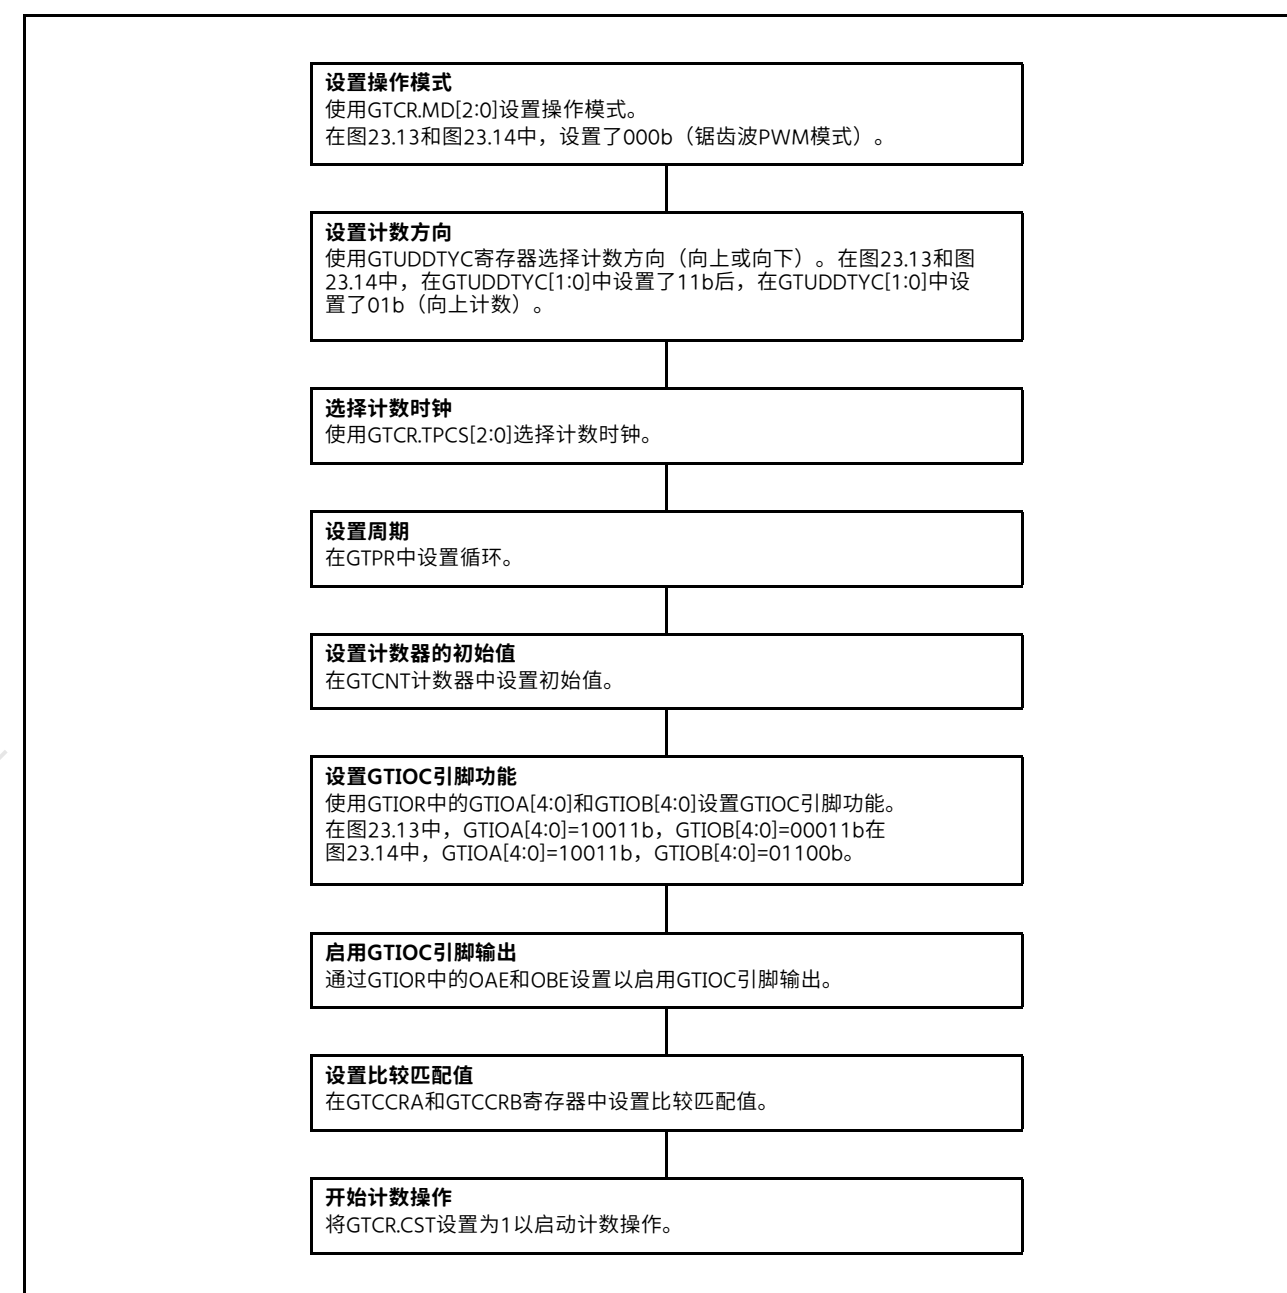 设置操作模式
使用GTCR.MD[2:0]设置操作模式。
在图23.13和图23.14中，设置了000b（锯齿波PWM模式）。
设置计数方向
使用GTUDDTYC寄存器选择计数方向（向上或向下）。在图23.13和图
23.14中，在GTUDDTYC[1:0]中设置了11b后，在GTUDDTYC[1:0]中设
置了01b（向上计数）。
选择计数时钟
使用GTCR.TPCS[2:0]选择计数时钟。
设置周期
在GTPR中设置循环。
设置计数器的初始值
在GTCNT计数器中设置初始值。
设置GTIOC引脚功能
使用GTIOR中的GTIOA[4:0]和GTIOB[4:0]设置GTIOC引脚功能。
在图23.13中，GTIOA[4:0]=10011b，GTIOB[4:0]=00011b在
图23.14中，GTIOA[4:0]=10011b，GTIOB[4:0]=01100b。
启用GTIOC引脚输出
通过GTIOR中的OAE和OBE设置以启用GTIOC引脚输出。
设置比较匹配值
在GTCCRA和GTCCRB寄存器中设置比较匹配值。
开始计数操作
将GTCR.CST设置为1以启动计数操作。